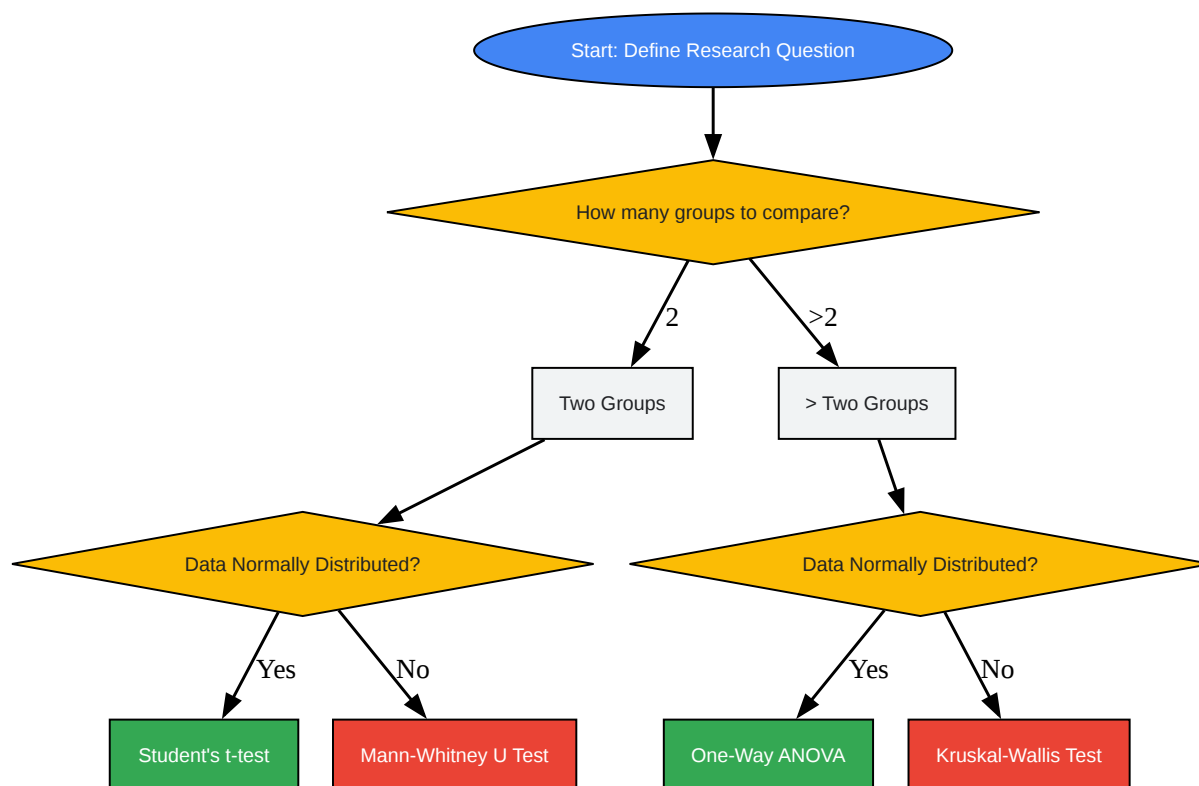 Start: Define Research Question
How many groups to compare?
2
>2
Two Groups
> Two Groups
Data Normally Distributed?
Data Normally Distributed?
Yes
No
Yes
No
Student's t-test
Mann-Whitney U Test
One-Way ANOVA
Kruskal-Wallis Test